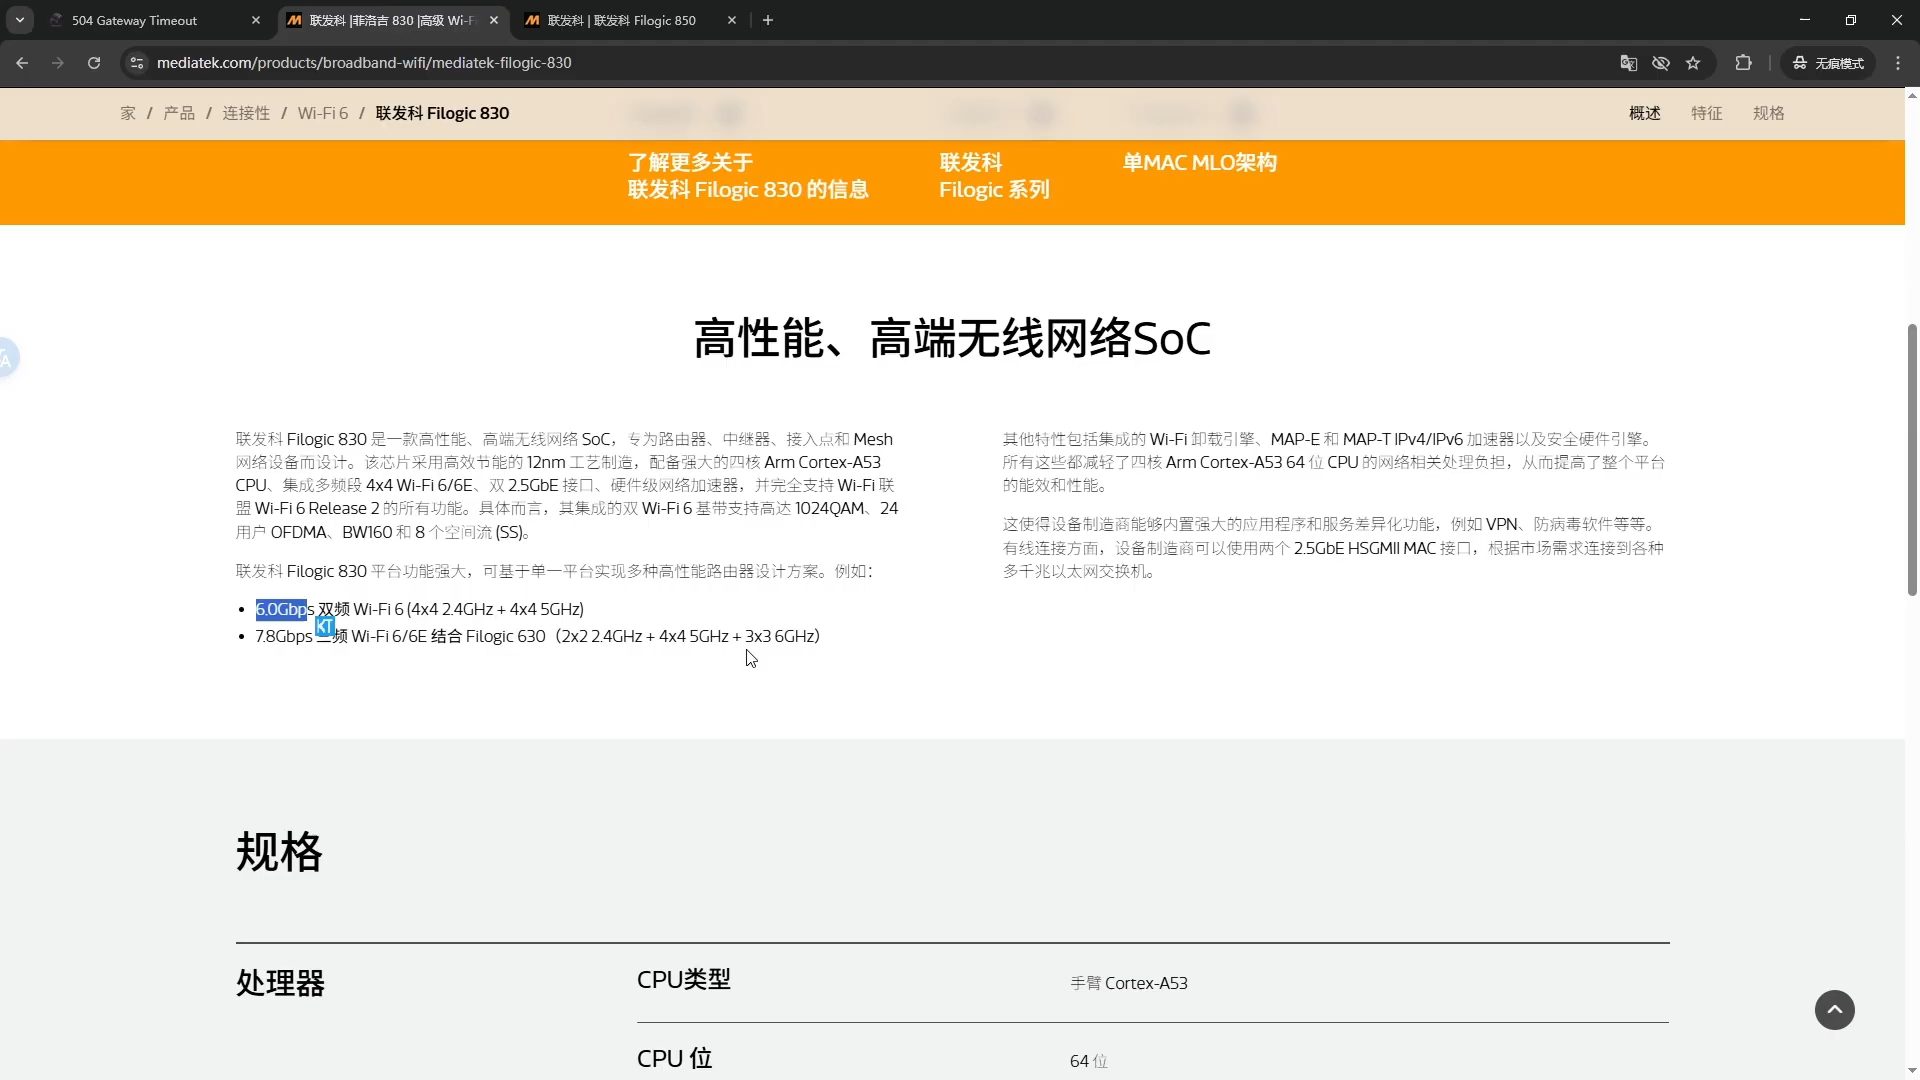 504 Gateway Timeout
联发科 |菲洛吉 830 |高级 Wi-F
联发科 | 联发科 Filogic 850
mediatek.com/products/broadband-wifi/mediatek-filogic-830
无痕模式
家 / 产品 / 连接性 / Wi-Fi 6 / 联发科 Filogic 830
概述 特征 规格
了解更多关于
联发科 Filogic 830 的信息
联发科
Filogic 系列
单MAC MLO架构
高性能、高端无线网络SoC
联发科 Filogic 830 是一款高性能、高端无线网络 SoC，专为路由器、中继器、接入点和 Mesh
网络设备而设计。该芯片采用高效节能的 12nm 工艺制造，配备强大的四核 Arm Cortex-A53
CPU、集成多频段 4x4 Wi-Fi 6/6E、双 2.5GbE 接口、硬件级网络加速器，并完全支持 Wi-Fi 联
盟 Wi-Fi 6 Release 2 的所有功能。具体而言，其集成的双 Wi-Fi 6 基带支持高达 1024QAM、24
用户 OFDMA、BW160 和 8 个空间流 (SS)。
联发科 Filogic 830 平台功能强大，可基于单一平台实现多种高性能路由器设计方案。例如：
• 6.0Gbps 双频 Wi-Fi 6 (4x4 2.4GHz + 4x4 5GHz)
• 7.8Gbps 三频 Wi-Fi 6/6E 结合 Filogic 630（2x2 2.4GHz + 4x4 5GHz + 3x3 6GHz）
KT
其他特性包括集成的 Wi-Fi 卸载引擎、MAP-E 和 MAP-T IPv4/IPv6 加速器以及安全硬件引擎。
所有这些都减轻了四核 Arm Cortex-A53 64 位 CPU 的网络相关处理负担，从而提高了整个平台
的能效和性能。
这使得设备制造商能够内置强大的应用程序和服务差异化功能，例如 VPN、防病毒软件等等。
有线连接方面，设备制造商可以使用两个 2.5GbE HSGMII MAC 接口，根据市场需求连接到各种
多千兆以太网交换机。
规格
处理器
CPU类型
手臂 Cortex-A53
CPU 位
64 位